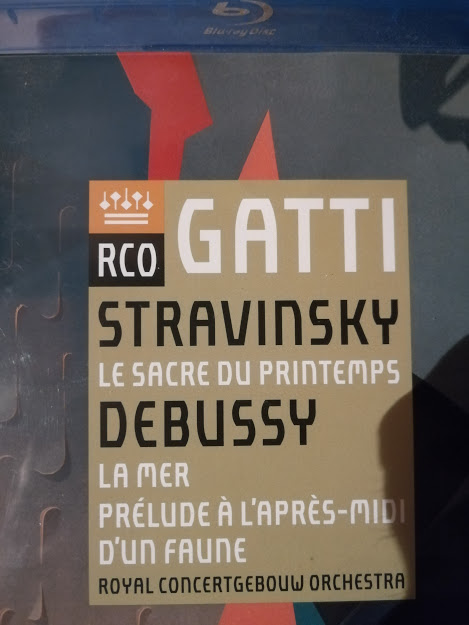 Blu-ray Disc
RCO
GATTI
STRAVINSKY
LE SACRE DU PRINTEMPS
DEBUSSY
LA MER
PRÉLUDE À L'APRÈS-MIDI
D'UN FAUNE
ROYAL CONCERTGEBOUW ORCHESTRA